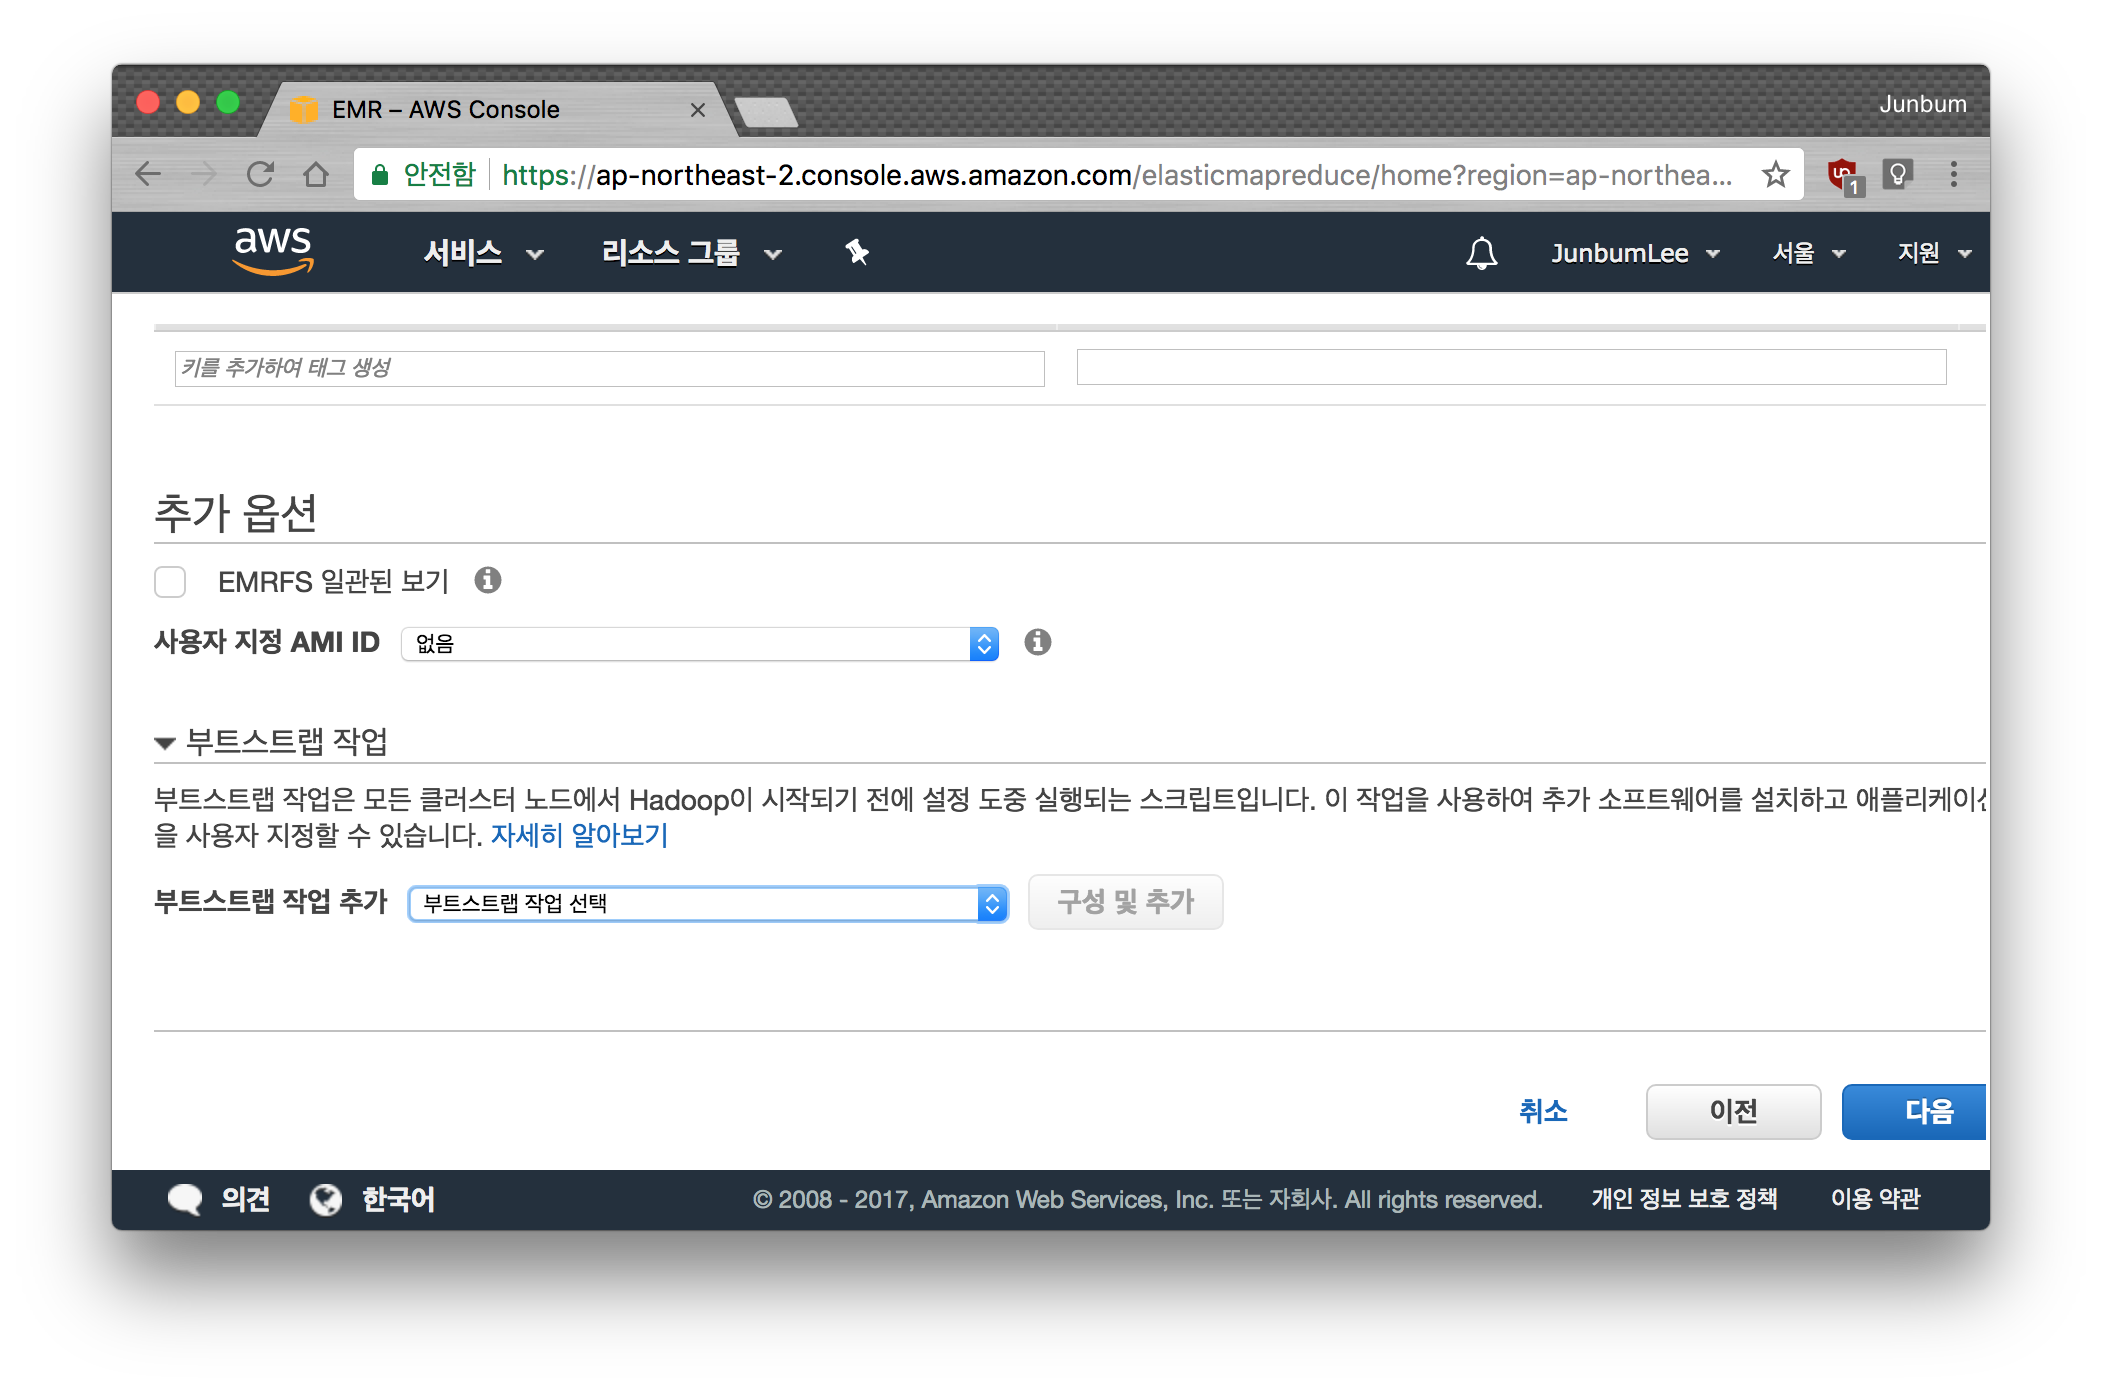 EMR – AWS Console
Junbum
안전함 https://ap-northeast-2.console.aws.amazon.com/elasticmapreduce/home?region=ap-northea...
1
aws 서비스 리소스 그룹 JunbumLee 서울 지원
키를 추가하여 태그 생성
추가 옵션
EMRFS 일관된 보기
사용자 지정 AMI ID 없음
부트스트랩 작업
부트스트랩 작업은 모든 클러스터 노드에서 Hadoop이 시작되기 전에 설정 도중 실행되는 스크립트입니다. 이 작업을 사용하여 추가 소프트웨어를 설치하고 애플리케이션
을 사용자 지정할 수 있습니다. 자세히 알아보기
부트스트랩 작업 추가 부트스트랩 작업 선택 구성 및 추가
취소 이전 다음
의견 한국어 © 2008 - 2017, Amazon Web Services, Inc. 또는 자회사. All rights reserved. 개인 정보 보호 정책 이용 약관